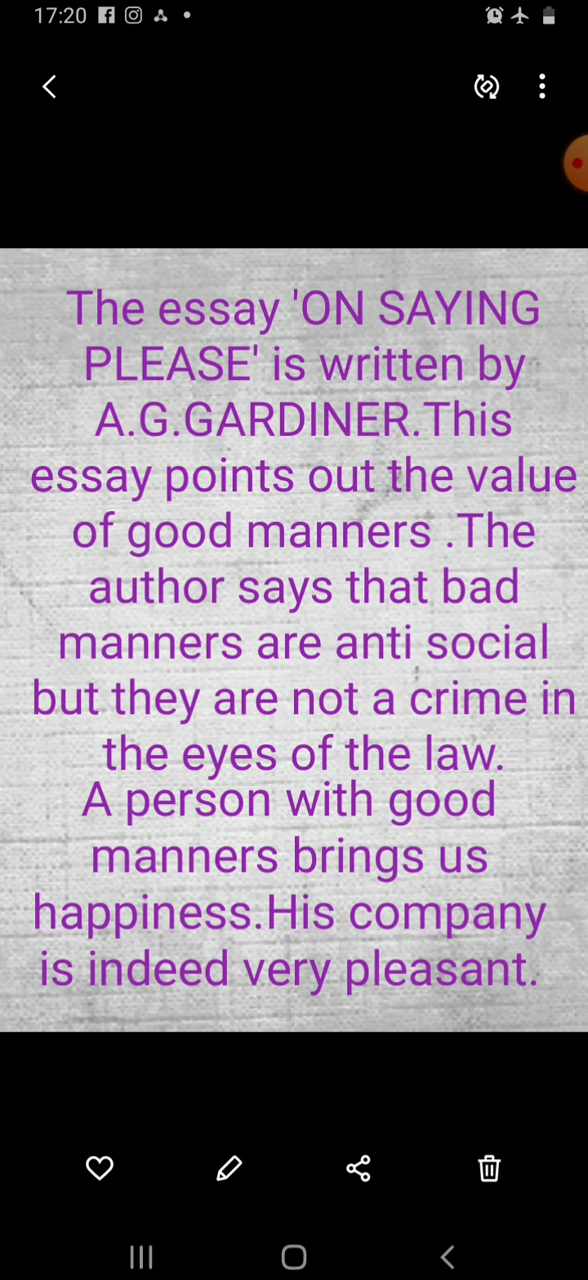 17:20
The essay 'ON SAYING
PLEASE' is written by
A.G.GARDINER.This
essay points out the value
of good manners .The
author says that bad
manners are anti social
but they are not a crime in
the eyes of the law.
A person with good
manners brings us
happiness.His company
is indeed very pleasant.